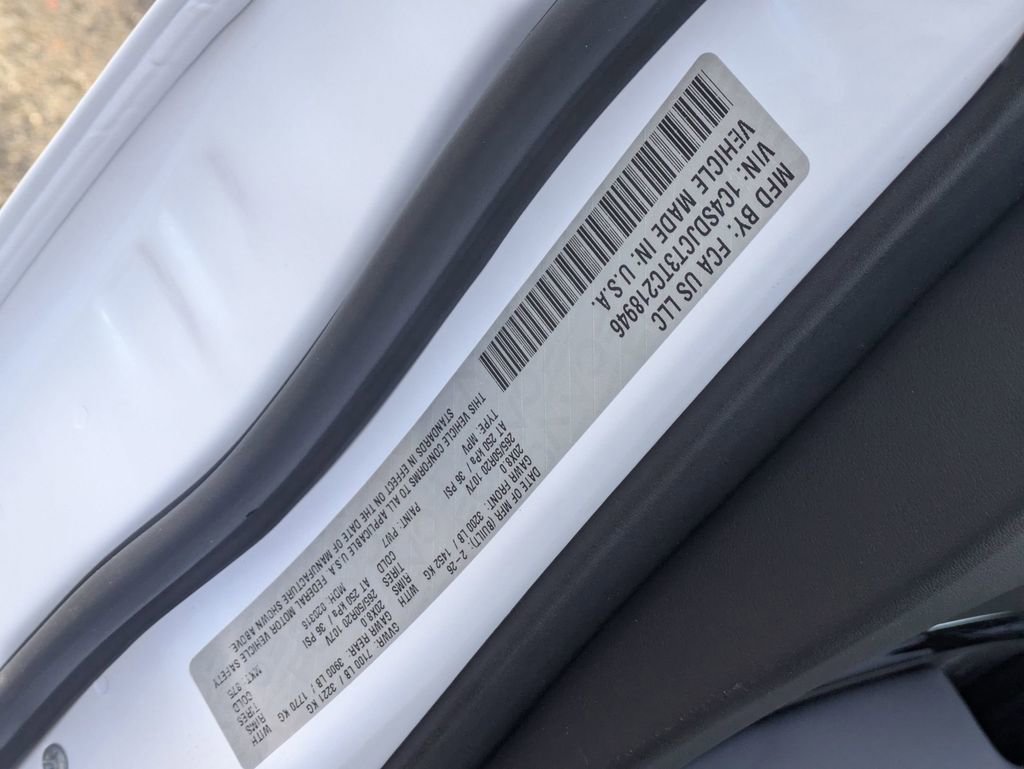 MFD BY: FCA US LLC
VIN: 1C4SDJCT3TC218946
VEHICLE MADE IN: U.S.A.
DATE OF MFR (BUILT): 2-26 GVWR: 7100 LB / 3221 KG
GAWR FRONT: 3200 LB / 1452 KG WITH GAWR REAR: 3900 LB / 1770 KG WITH
20X8.0 RIMS 20X8.0 RIMS
265/50R20 107V TIRES 265/50R20 107V TIRES
AT 250 kPa / 36 PSI COLD AT 250 kPa / 36 PSI COLD
TYPE: MPV PAINT: PW7 MDH: 020315 MKT:
THIS VEHICLE CONFORMS TO ALL APPLICABLE U.S.A. FEDERAL MOTOR VEHICLE SAFETY
STANDARDS IN EFFECT ON THE DATE OF MANUFACTURE SHOWN ABOVE